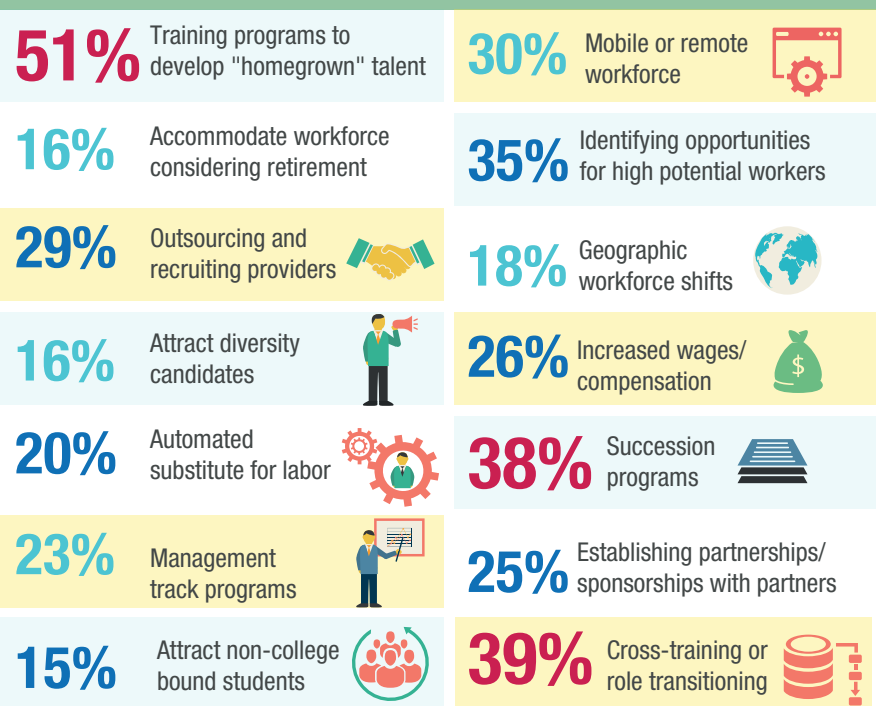 51%
Training programs to
develop "homegrown" talent
16%
Accommodate workforce
considering retirement
29%
Outsourcing and
recruiting providers
16%
Attract diversity
candidates
20%
Automated
substitute for labor
23%
Management
track programs
15%
Attract non-college
bound students
30%
Mobile or remote
workforce
35%
Identifying opportunities
for high potential workers
18%
Geographic
workforce shifts
26%
Increased wages/
compensation
$
38%
Succession
programs
25%
Establishing partnerships/
sponsorships with partners
39%
Cross-training or
role transitioning